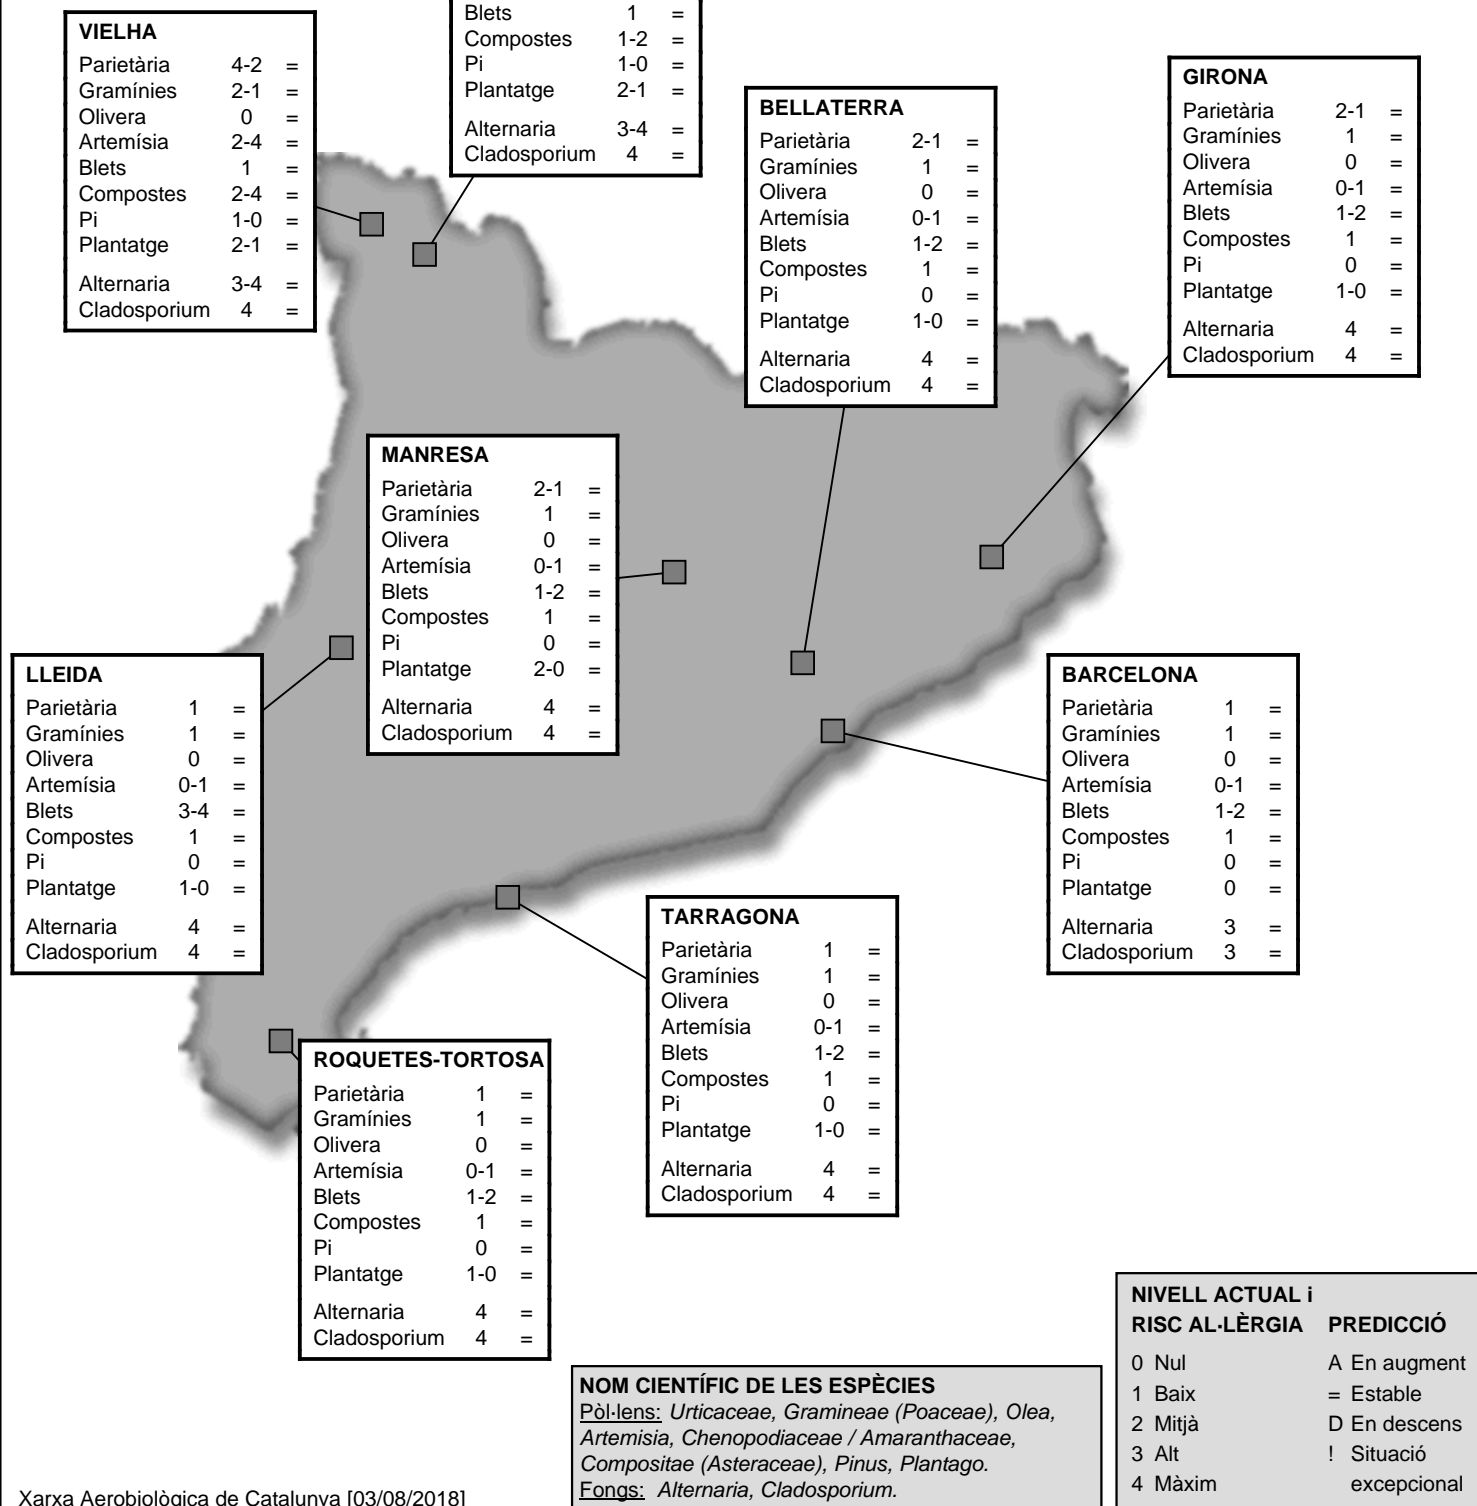 Blets 1 =
Compostes 1-2 =
Pi 1-0 =
Plantatge 2-1 =
Alternaria 3-4 =
Cladosporium 4 =
VIELHA
Parietària 4-2 =
Gramínies 2-1 =
Olivera 0 =
Artemísia 2-4 =
Blets 1 =
Compostes 2-4 =
Pi 1-0 =
Plantatge 2-1 =
Alternaria 3-4 =
Cladosporium 4 =
BELLATERRA
Parietària 2-1 =
Gramínies 1 =
Olivera 0 =
Artemísia 0-1 =
Blets 1-2 =
Compostes 1 =
Pi 0 =
Plantatge 1-0 =
Alternaria 4 =
Cladosporium 4 =
GIRONA
Parietària 2-1 =
Gramínies 1 =
Olivera 0 =
Artemísia 0-1 =
Blets 1-2 =
Compostes 1 =
Pi 0 =
Plantatge 1-0 =
Alternaria 4 =
Cladosporium 4 =
MANRESA
Parietària 2-1 =
Gramínies 1 =
Olivera 0 =
Artemísia 0-1 =
Blets 1-2 =
Compostes 1 =
Pi 0 =
Plantatge 2-0 =
Alternaria 4 =
Cladosporium 4 =
LLEIDA
Parietària 1 =
Gramínies 1 =
Olivera 0 =
Artemísia 0-1 =
Blets 3-4 =
Compostes 1 =
Pi 0 =
Plantatge 1-0 =
Alternaria 4 =
Cladosporium 4 =
BARCELONA
Parietària 1 =
Gramínies 1 =
Olivera 0 =
Artemísia 0-1 =
Blets 1-2 =
Compostes 1 =
Pi 0 =
Plantatge 0 =
Alternaria 3 =
Cladosporium 3 =
TARRAGONA
Parietària 1 =
Gramínies 1 =
Olivera 0 =
Artemísia 0-1 =
Blets 1-2 =
Compostes 1 =
Pi 0 =
Plantatge 1-0 =
Alternaria 4 =
Cladosporium 4 =
ROQUETES-TORTOSA
Parietària 1 =
Gramínies 1 =
Olivera 0 =
Artemísia 0-1 =
Blets 1-2 =
Compostes 1 =
Pi 0 =
Plantatge 1-0 =
Alternaria 4 =
Cladosporium 4 =
NIVELL ACTUAL i
RISC AL·LÈRGIA PREDICCIÓ
0 Nul A En augment
1 Baix = Estable
2 Mitjà D En descens
3 Alt ! Situació
4 Màxim excepcional
NOM CIENTÍFIC DE LES ESPÈCIES
Pòl·lens: Urticaceae, Gramineae (Poaceae), Olea,
Artemisia, Chenopodiaceae / Amaranthaceae,
Compositae (Asteraceae), Pinus, Plantago.
Fongs: Alternaria, Cladosporium.
Xarxa Aerobiològica de Catalunya [03/08/2018]